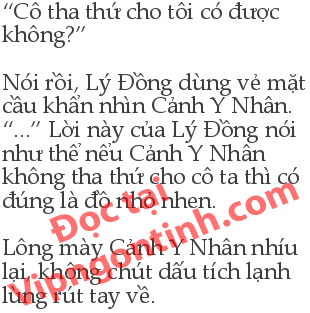 “Cô tha thứ cho tôi có được
không?”
Nói rồi, Lý Đồng dùng vẻ mặt
cầu khẩn nhìn Cảnh Y Nhân.
“...” Lời này của Lý Đồng nói
như thể nếu Cảnh Y Nhân
không tha thứ cho cô ta thì có
đúng là đồ nhỏ nhen.
Lông mày Cảnh Y Nhân nhíu
lại, không chút dấu tích lạnh
lùng rút tay về.
Đọc tại
Vipngontinh.com